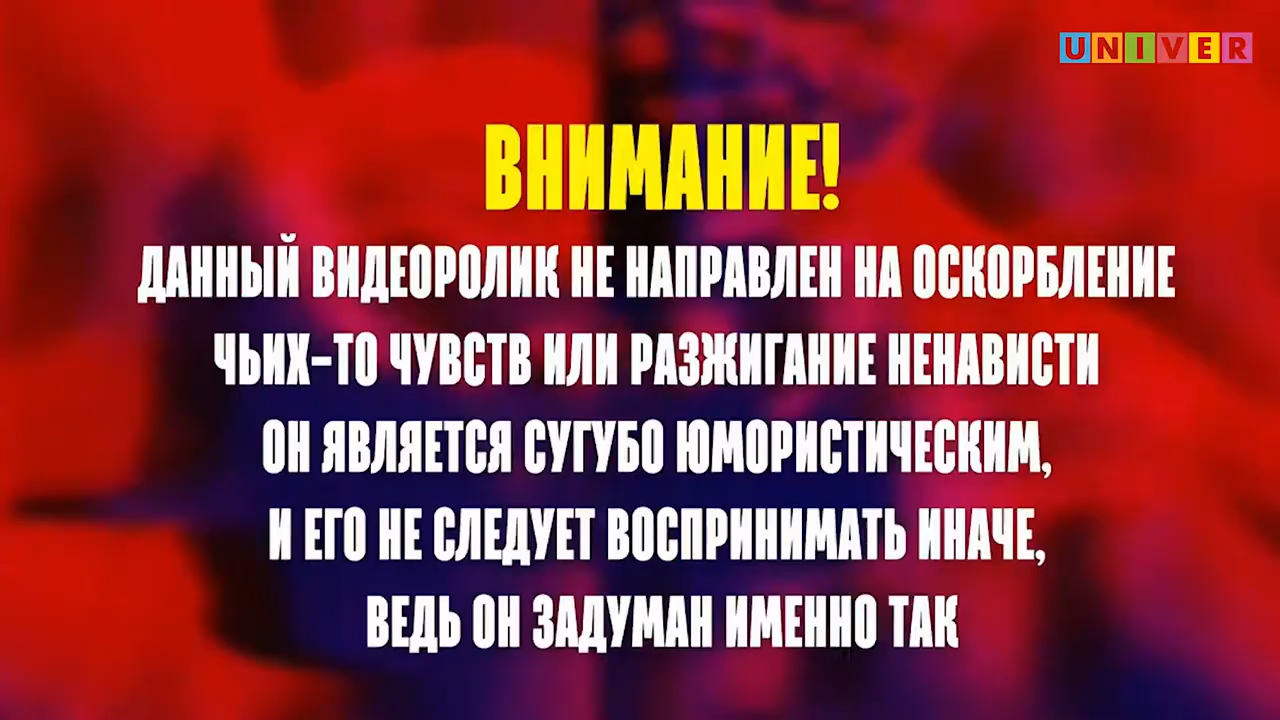 UNIVER
ВНИМАНИЕ!
ДАННЫЙ ВИДЕОРОЛИК НЕ НАПРАВЛЕН НА ОСКОРБЛЕНИЕ
ЧЬИХ-ТО ЧУВСТВ ИЛИ РАЗЖИГАНИЕ НЕНАВИСТИ
ОН ЯВЛЯЕТСЯ СУГУБО ЮМОРИСТИЧЕСКИМ,
И ЕГО НЕ СЛЕДУЕТ ВОСПРИНИМАТЬ ИНАЧЕ,
ВЕДЬ ОН ЗАДУМАН ИМЕННО ТАК